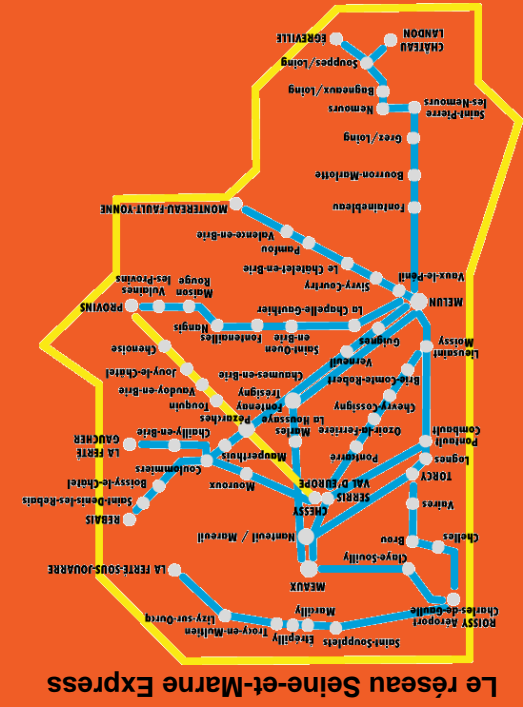 Le réseau Seine-et-Marne Express
Saint-Soupplets
Marcilly
Étrépilly
Trocy-en-Multien
Lizy-sur-Ourcq
LA FERTÉ-SOUS-JOUARRE
ROISSY Aéroport
Charles-de-Gaulle
Claye-Souilly
MEAUX
Chelles
Brou
Nanteuil / Mareuil
Vaires
TORCY
Lognes
CHESSY
SERRIS
VAL D'EUROPE
REBAIS
Saint-Denis-les-Rebais
Boissy-le-Châtel
Mouroux
Coulommiers
Pontault
Combault
Pontcarré
Ozoir-la-Ferrière
Chevry-Cossigny
Brie-Comte-Robert
Mauperthuis
Chailly-en-Brie
LA FERTÉ
GAUCHER
Marles
La Houssaye
Pézarches
Fontenay
Trésigny
Touquin
Vaudoy-en-Brie
Jouy-le-Châtel
Chenoise
Chaumes-en-Brie
Verneuil
Guignes
Lieusaint
Moissy
MELUN
Saint-Ouen
en-Brie
La Chapelle-Gauthier
Fontenailles
Nangis
Maison
Rouge
Vulaines
les-Provins
PROVINS
Vaux-le-Pénil
Sivry-Courtry
Le Châtelet-en-Brie
Pamfou
Valence-en-Brie
MONTEREAU-FAULT-YONNE
Fontainebleau
Bourron-Marlotte
Grez/Loing
Saint-Pierre
les-Nemours
Nemours
Bagneaux/Loing
Souppes/Loing
CHÂTEAU
LANDON
ÉGREVILLE